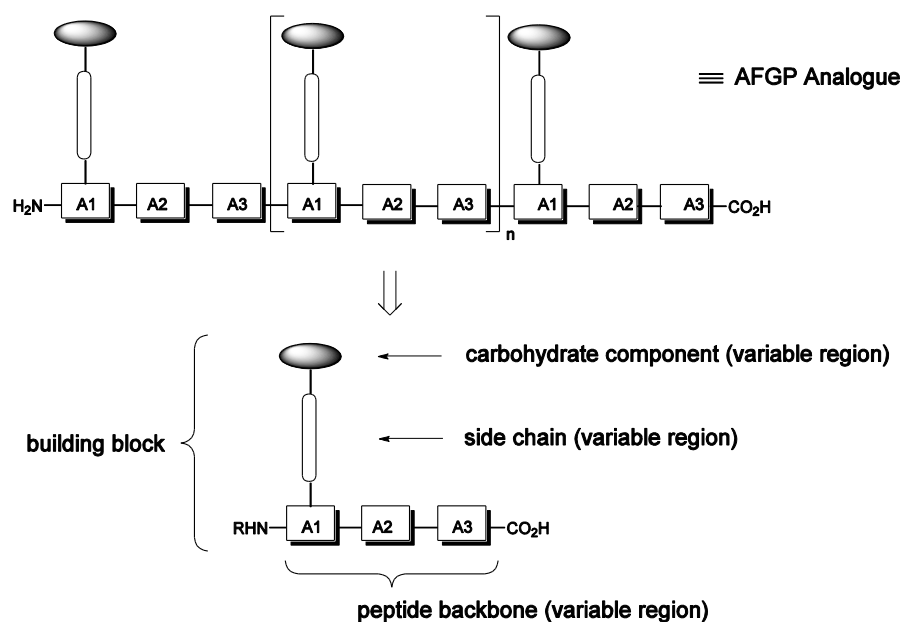 ≡ AFGP Analogue
H₂N A1 A2 A3 A1 A2 A3 A1 A2 A3 CO₂H
n
carbohydrate component (variable region)
side chain (variable region)
building block
RHN A1 A2 A3 CO₂H
peptide backbone (variable region)